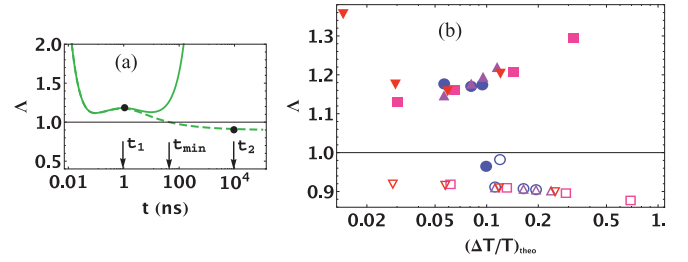 (a)
2.0
1.5
1.0
0.5
Λ
t₁
t_min
t₂
0.01 1 100 10⁴
t (ns)
(b)
1.3
1.2
1.1
1.0
0.9
Λ
0.02 0.05 0.1 0.2 0.5 1.
(ΔT/T)theo